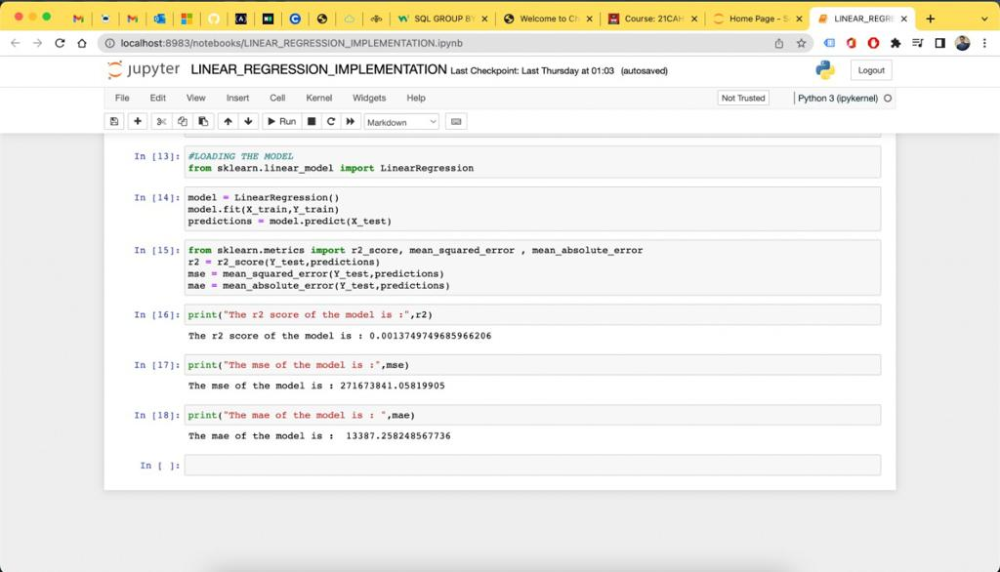 SQL GROUP BY
Welcome to Ch
Course: 21CAH
Home Page - S
LINEAR_REGRE
localhost:8983/notebooks/LINEAR_REGRESSION_IMPLEMENTATION.ipynb
jupyter LINEAR_REGRESSION_IMPLEMENTATION Last Checkpoint: Last Thursday at 01:03 (autosaved)
Logout
File Edit View Insert Cell Kernel Widgets Help
Not Trusted
Python 3 (ipykernel)
Run
Markdown
In [13]: #LOADING THE MODEL
from sklearn.linear_model import LinearRegression
In [14]: model = LinearRegression()
model.fit(X_train,Y_train)
predictions = model.predict(X_test)
In [15]: from sklearn.metrics import r2_score, mean_squared_error , mean_absolute_error
r2 = r2_score(Y_test,predictions)
mse = mean_squared_error(Y_test,predictions)
mae = mean_absolute_error(Y_test,predictions)
In [16]: print("The r2 score of the model is :",r2)
The r2 score of the model is : 0.0013749749685966206
In [17]: print("The mse of the model is :",mse)
The mse of the model is : 271673841.05819905
In [18]: print("The mae of the model is : ",mae)
The mae of the model is :  13387.258248567736
In [ ]: